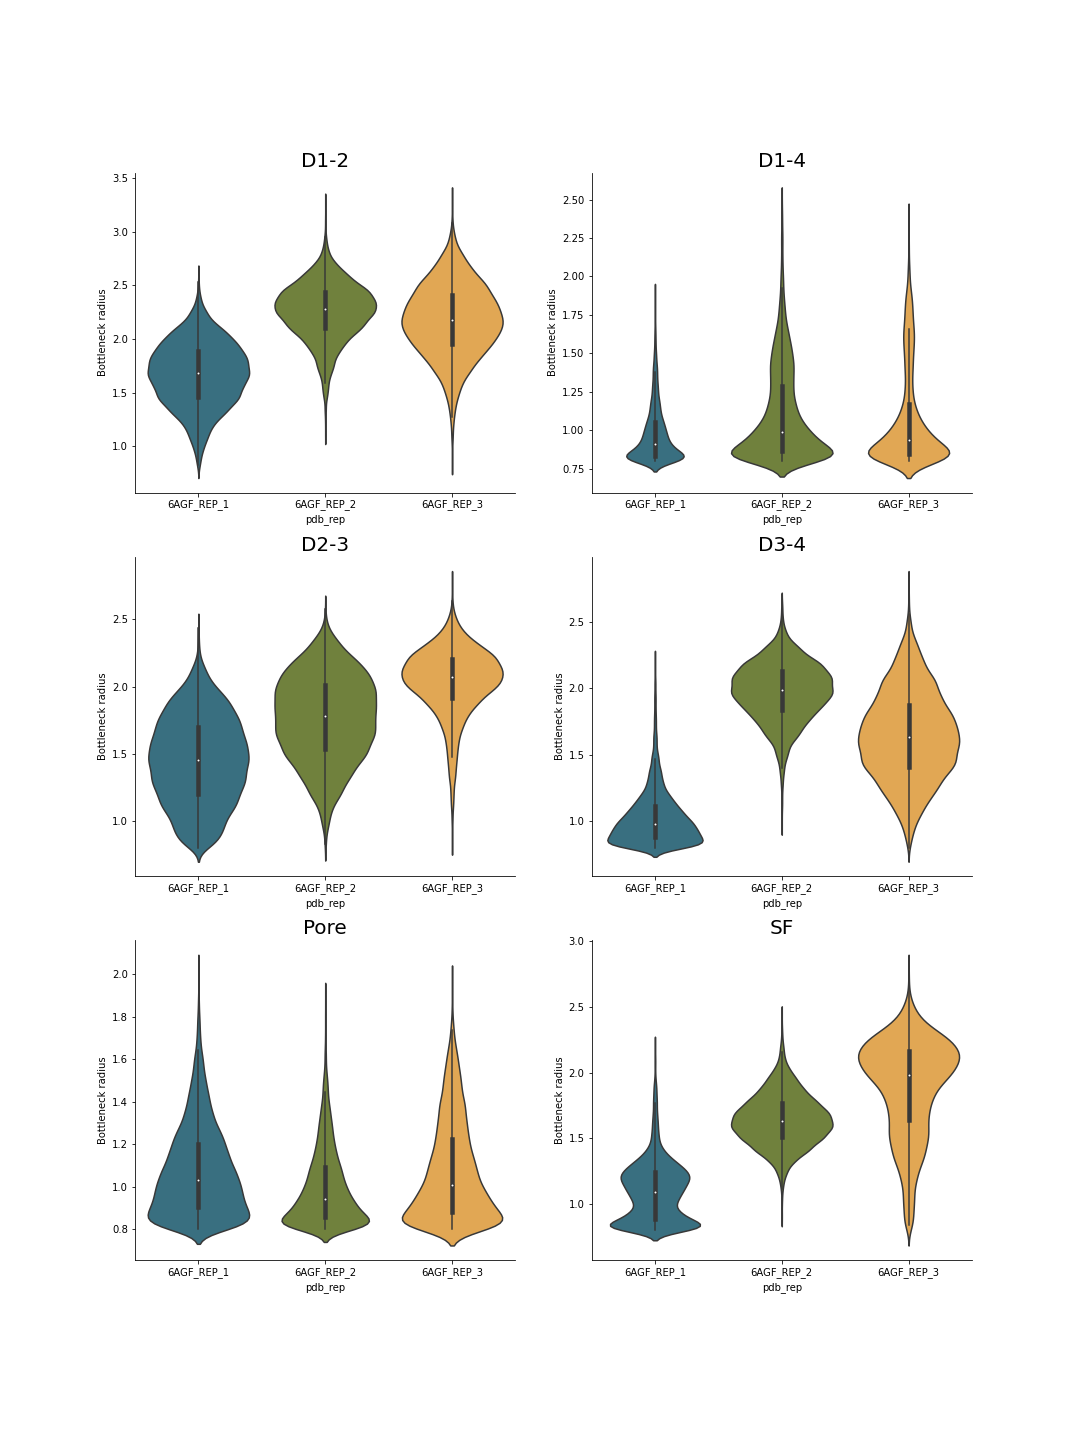 D1-2
3.5
3.0
2.5
2.0
1.5
1.0
Bottleneck radius
6AGF_REP_1 6AGF_REP_2 6AGF_REP_3
pdb_rep
D1-4
2.50
2.25
2.00
1.75
1.50
1.25
1.00
0.75
Bottleneck radius
6AGF_REP_1 6AGF_REP_2 6AGF_REP_3
pdb_rep
D2-3
2.5
2.0
1.5
1.0
Bottleneck radius
6AGF_REP_1 6AGF_REP_2 6AGF_REP_3
pdb_rep
D3-4
2.5
2.0
1.5
1.0
Bottleneck radius
6AGF_REP_1 6AGF_REP_2 6AGF_REP_3
pdb_rep
Pore
2.0
1.8
1.6
1.4
1.2
1.0
0.8
Bottleneck radius
6AGF_REP_1 6AGF_REP_2 6AGF_REP_3
pdb_rep
SF
3.0
2.5
2.0
1.5
1.0
Bottleneck radius
6AGF_REP_1 6AGF_REP_2 6AGF_REP_3
pdb_rep